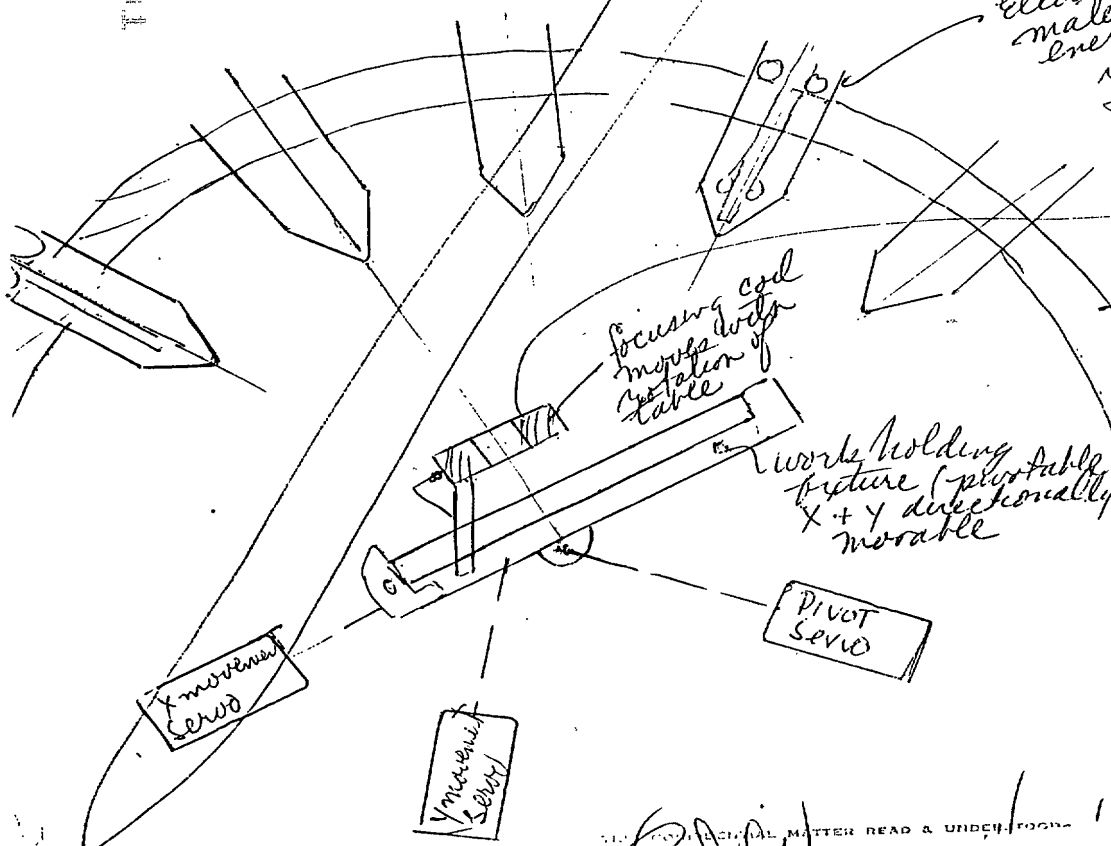 focusing coil
moves with
rotation of
table
work holding
fixture (pivotable,
X + Y directionally
movable
PIVOT
Servo
X movement
Servo
Y movement
Servo
CONFIDENTIAL MATTER READ & UNDERSTOOD